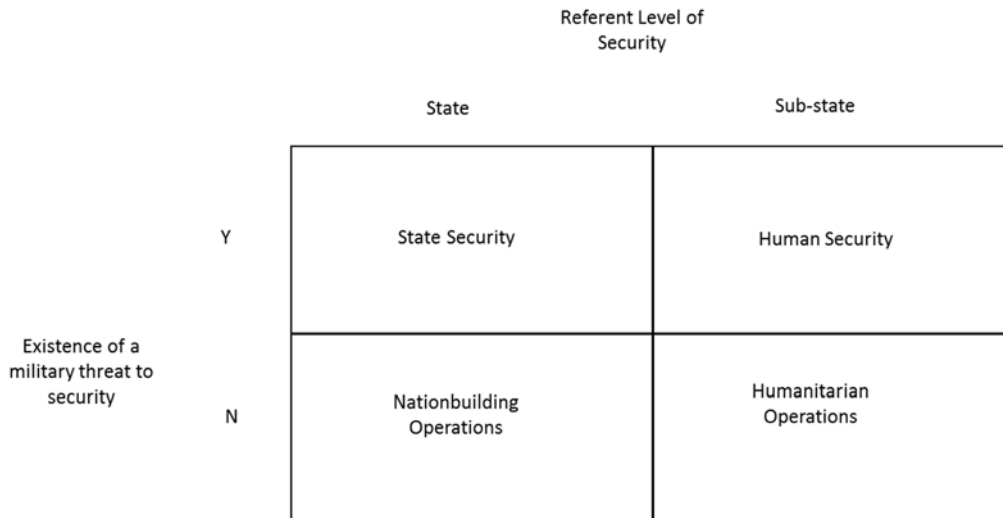 Referent Level of
Security
State
Sub-state
Y
State Security
Human Security
Existence of a
military threat to
security
N
Nationbuilding
Operations
Humanitarian
Operations